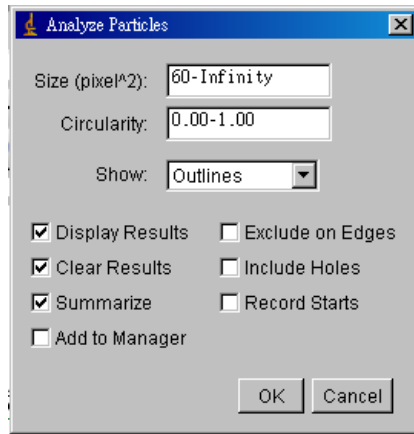 Analyze Particles
Size (pixel^2): 60-Infinity
Circularity: 0.00-1.00
Show: Outlines
Display Results Exclude on Edges
Clear Results Include Holes
Summarize Record Starts
Add to Manager
OK Cancel